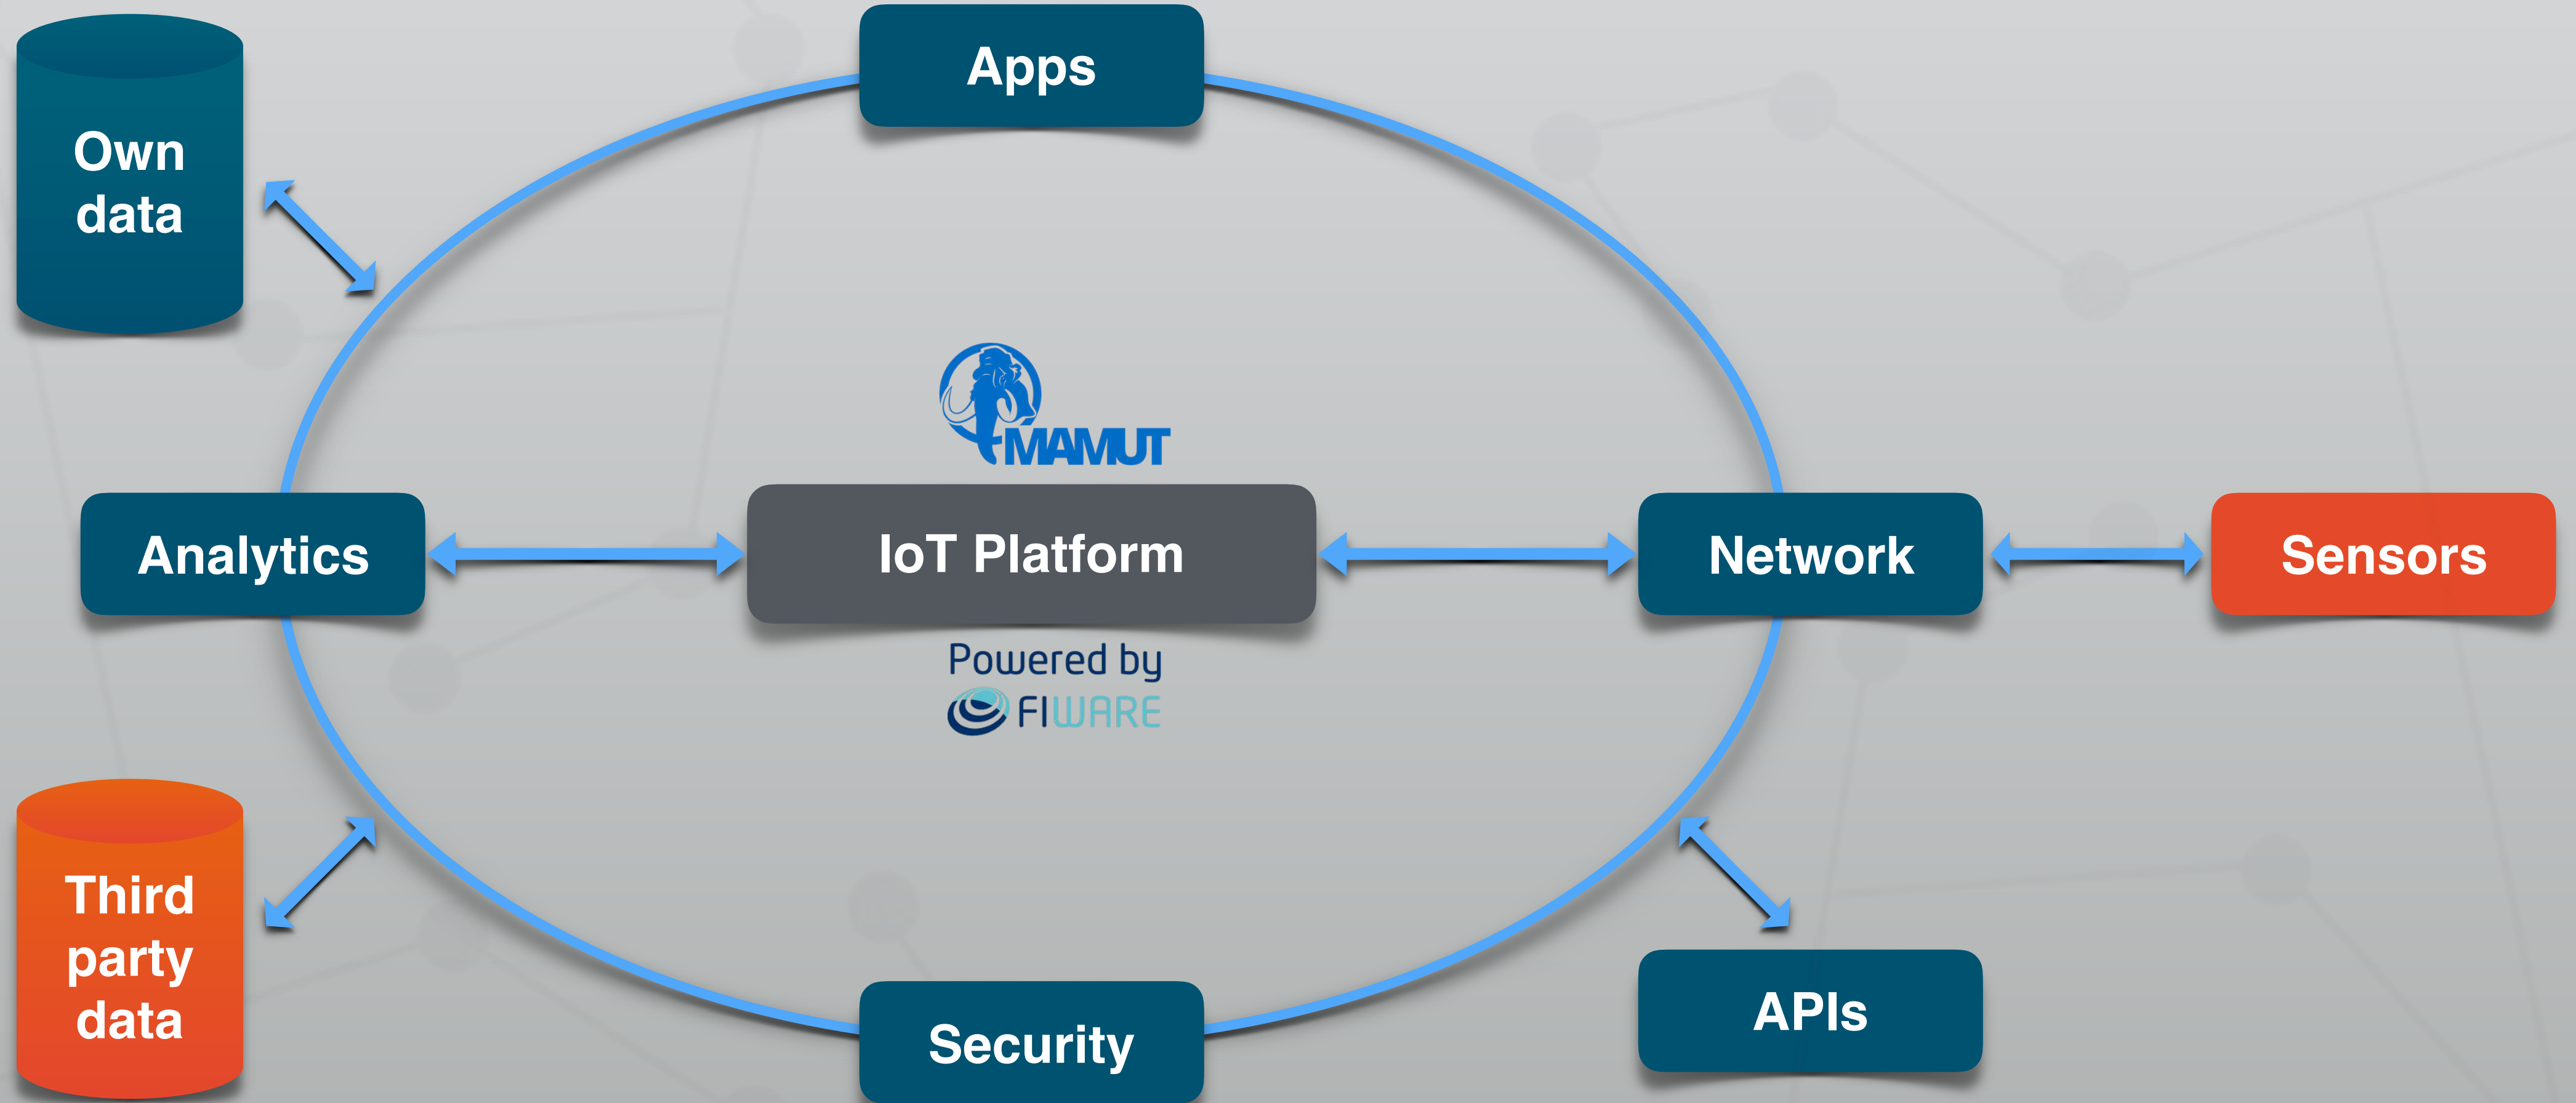 Apps
Own
data
MAMUT
Analytics
IoT Platform
Network
Sensors
Powered by
FIWARE
Third
party
data
APIs
Security